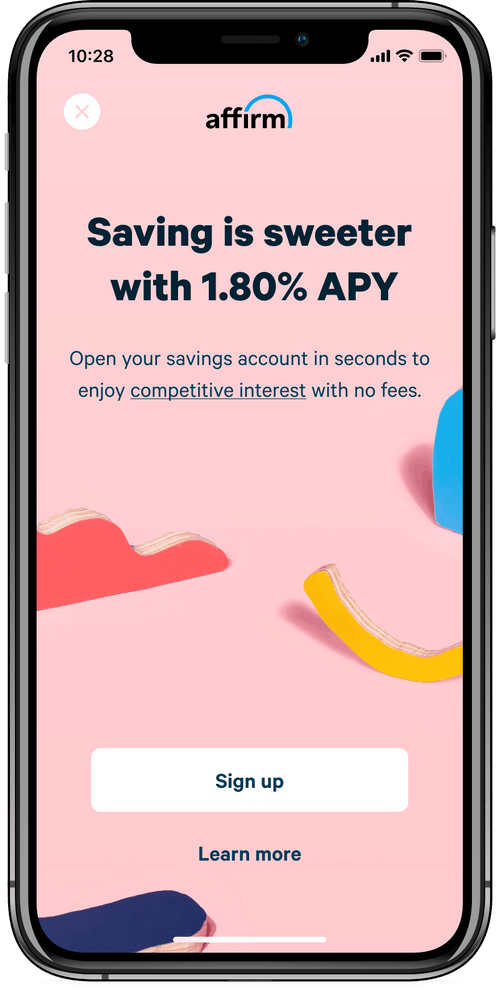 10:28
affirm
Saving is sweeter
with 1.80% APY
Open your savings account in seconds to
enjoy competitive interest with no fees.
Sign up
Learn more